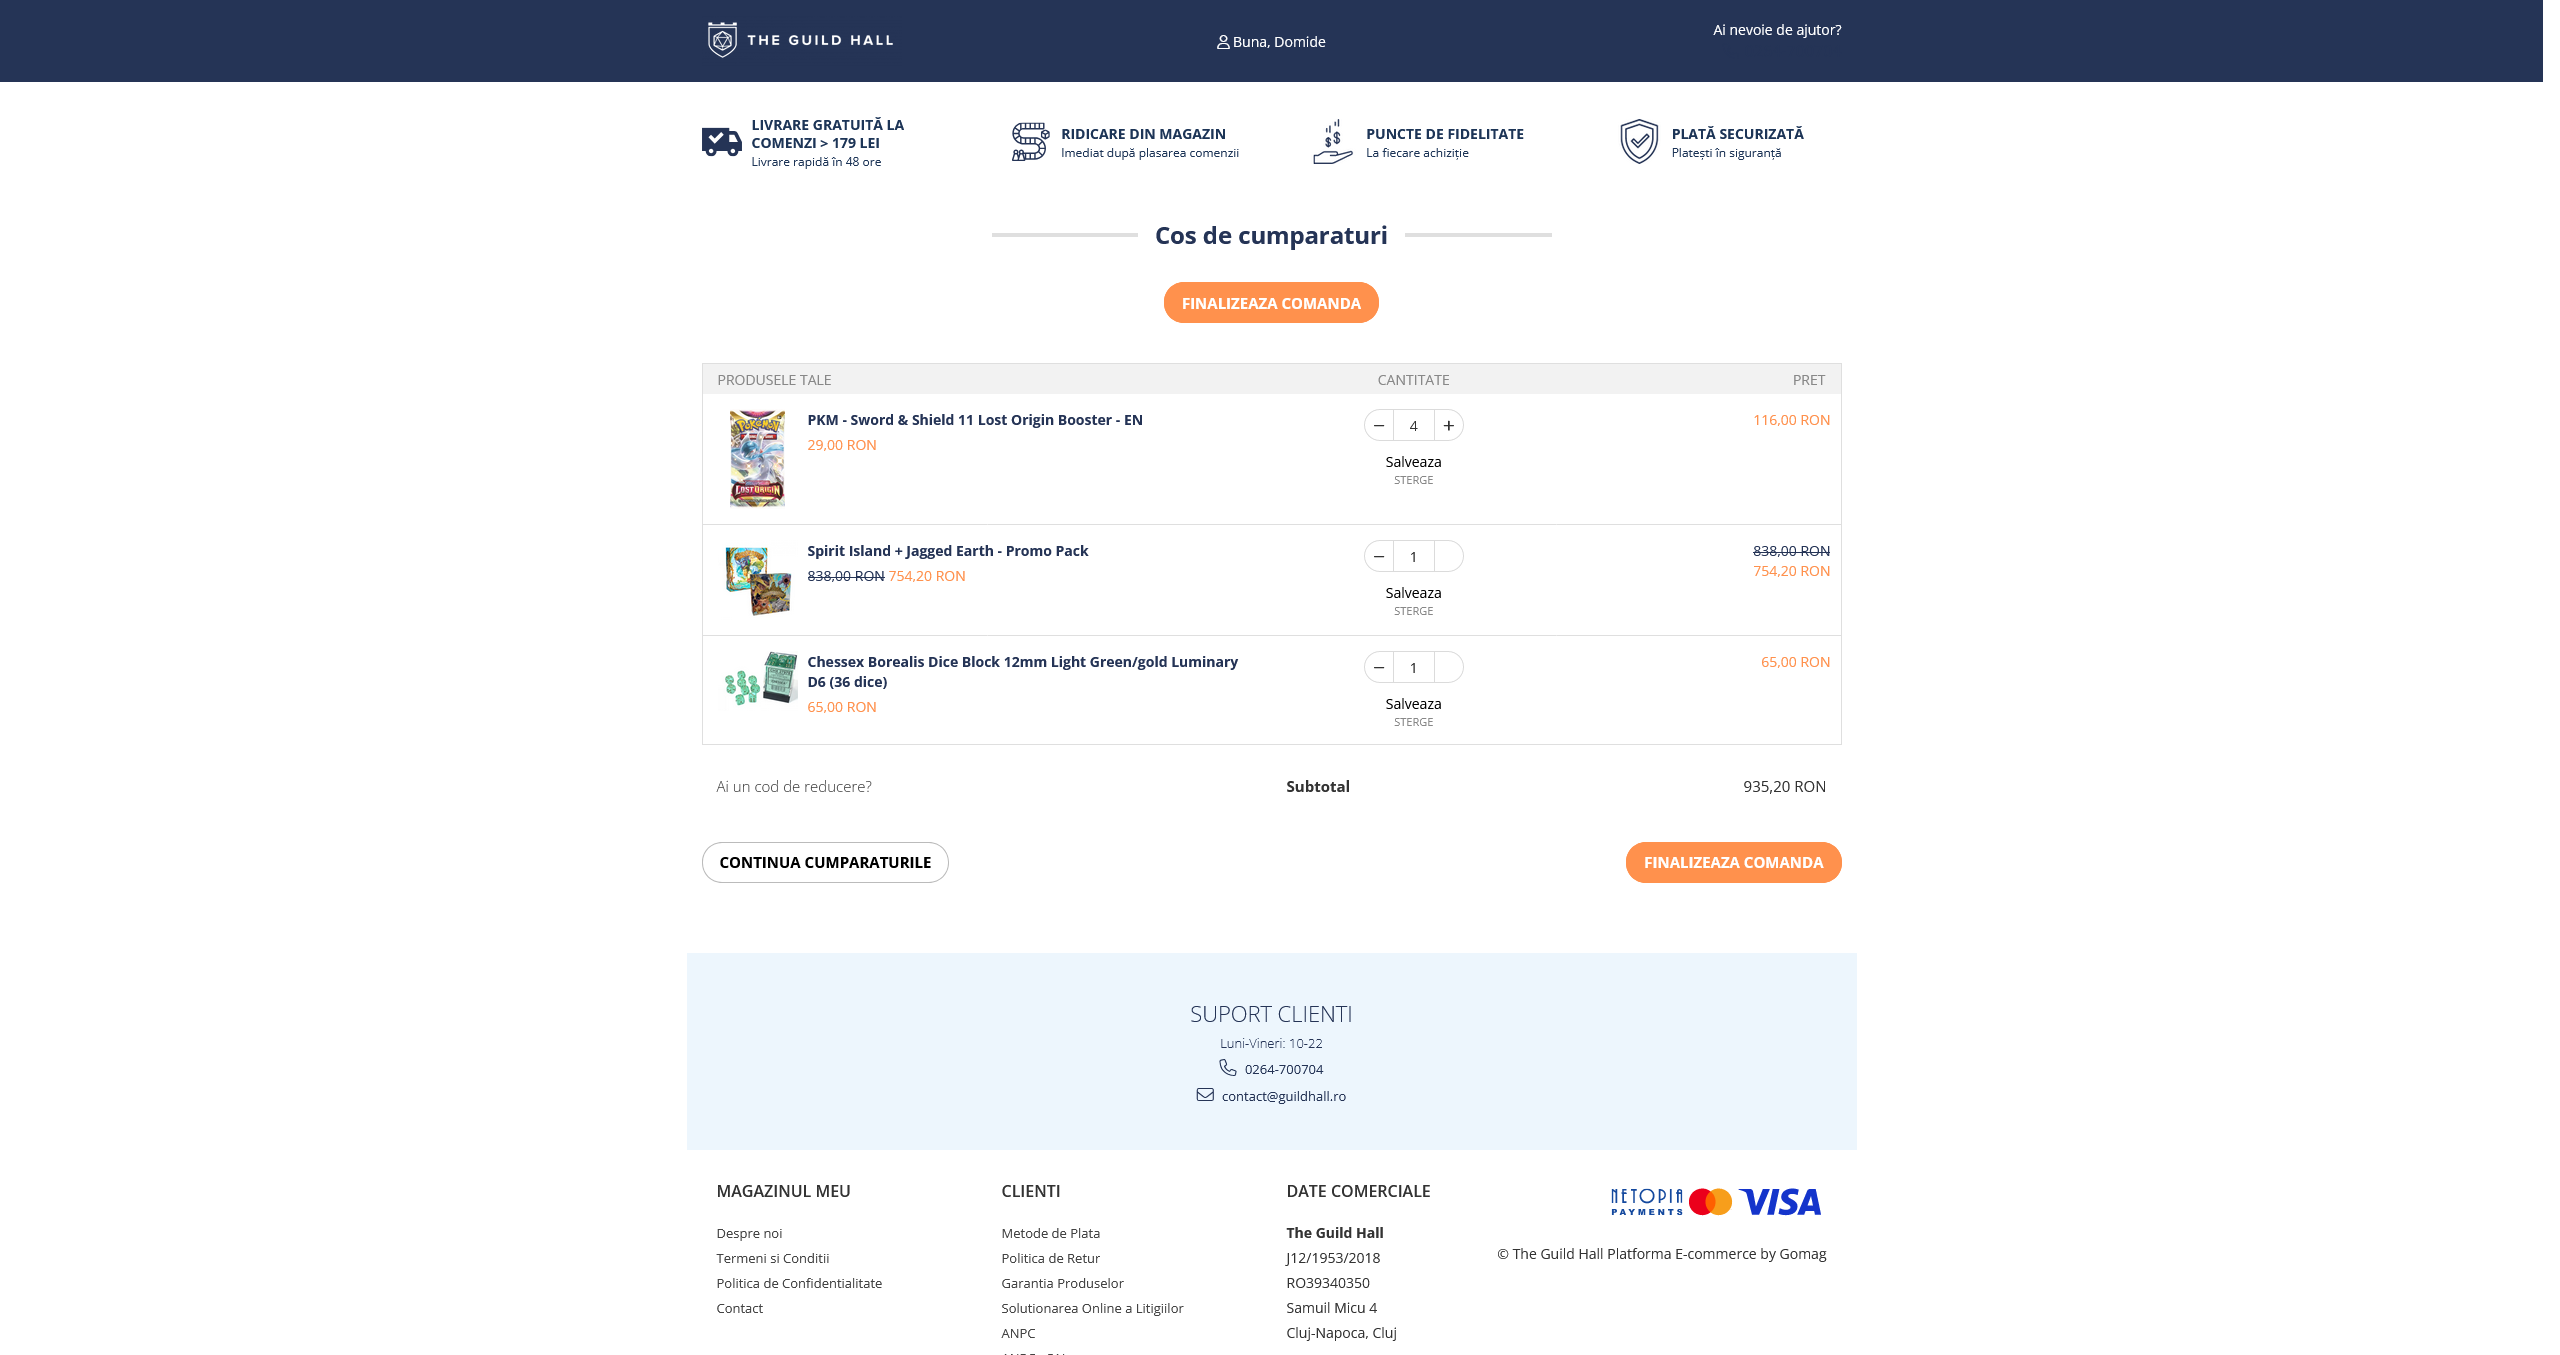 THE GUILD HALL
Buna, Domide
Ai nevoie de ajutor?
LIVRARE GRATUITĂ LA
COMENZI > 179 LEI
Livrare rapidă în 48 ore
RIDICARE DIN MAGAZIN
Imediat după plasarea comenzii
PUNCTE DE FIDELITATE
La fiecare achiziție
PLATĂ SECURIZATĂ
Platești în siguranță
Cos de cumparaturi
FINALIZEAZA COMANDA
PRODUSELE TALE CANTITATE PRET
Pokémon
LOST ORIGIN
PKM - Sword & Shield 11 Lost Origin Booster - EN
29,00 RON
− 4 +
Salveaza
STERGE
116,00 RON
Spirit Island + Jagged Earth - Promo Pack
838,00 RON 754,20 RON
− 1
Salveaza
STERGE
838,00 RON
754,20 RON
Chessex Borealis Dice Block 12mm Light Green/gold Luminary
D6 (36 dice)
65,00 RON
− 1
Salveaza
STERGE
65,00 RON
Ai un cod de reducere?
Subtotal 935,20 RON
CONTINUA CUMPARATURILE
FINALIZEAZA COMANDA
SUPORT CLIENTI
Luni-Vineri: 10-22
0264-700704
contact@guildhall.ro
MAGAZINUL MEU
Despre noi
Termeni si Conditii
Politica de Confidentialitate
Contact
CLIENTI
Metode de Plata
Politica de Retur
Garantia Produselor
Solutionarea Online a Litigiilor
ANPC
DATE COMERCIALE
The Guild Hall
J12/1953/2018
RO39340350
Samuil Micu 4
Cluj-Napoca, Cluj
NETOPIA
PAYMENTS
VISA
© The Guild Hall Platforma E-commerce by Gomag